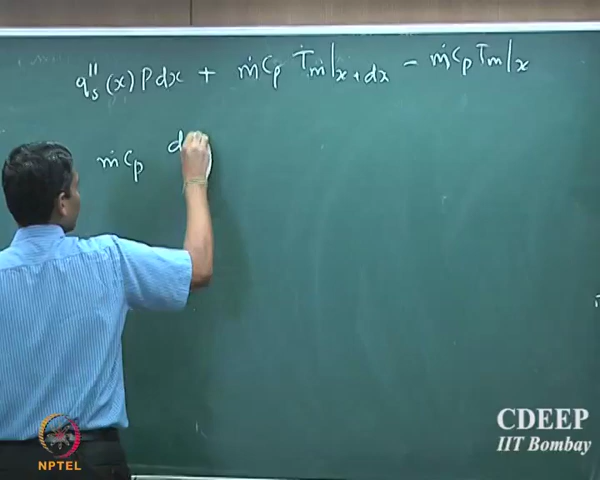 q''ₛ(x) P dx + ṁ Cp Tm|x+dx = ṁ Cp Tm|x
ṁ Cp d
CDEEP
IIT Bombay
NPTEL